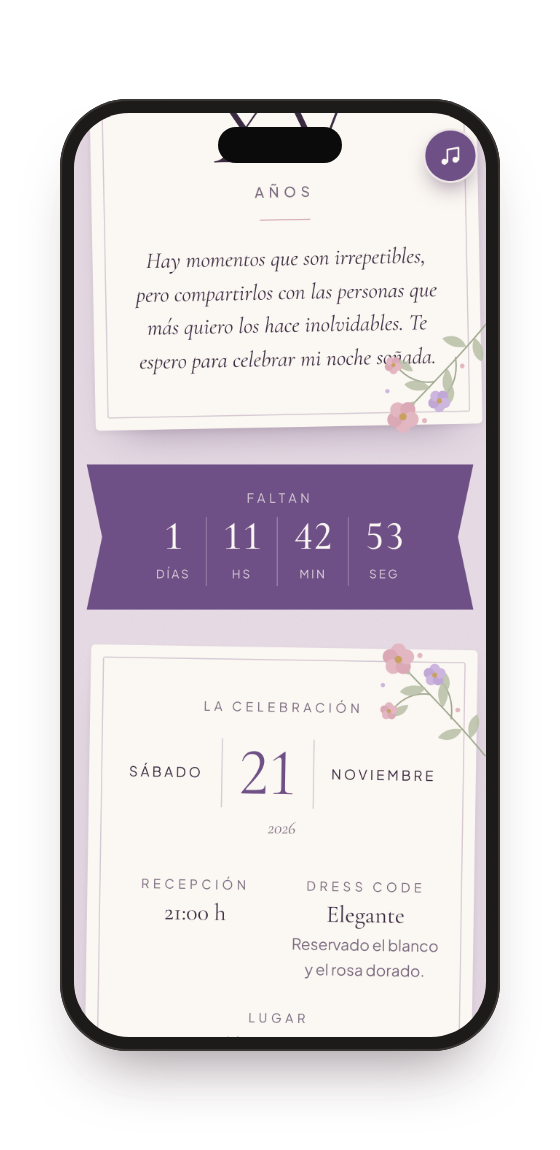 AÑOS
Hay momentos que son irrepetibles,
pero compartirlos con las personas que
más quiero los hace inolvidables. Te
espero para celebrar mi noche soñada.
FALTAN
1 11 42 53
DÍAS HS MIN SEG
LA CELEBRACIÓN
SÁBADO 21 NOVIEMBRE
2026
RECEPCIÓN DRESS CODE
21:00 h Elegante
Reservado el blanco
y el rosa dorado.
LUGAR